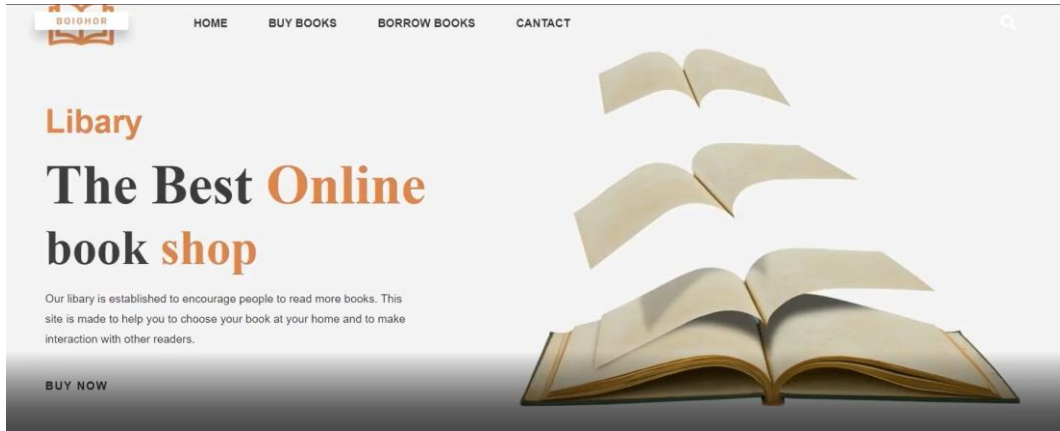 BOIGHOR
HOME BUY BOOKS BORROW BOOKS CANTACT
Libary
The Best Online
book shop
Our libary is established to encourage people to read more books. This
site is made to help you to choose your book at your home and to make
interaction with other readers.
BUY NOW